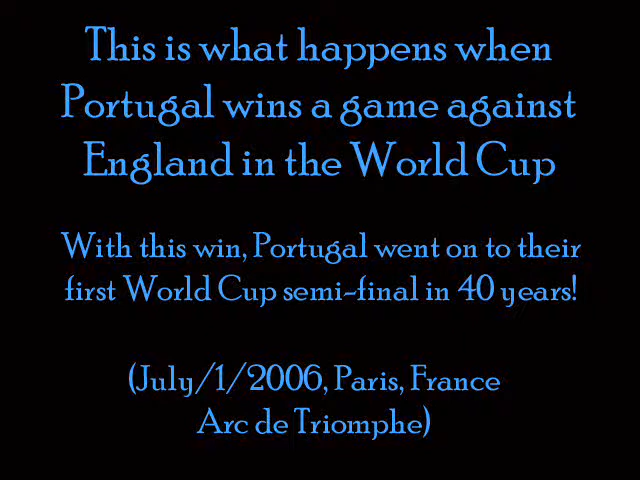 This is what happens when
Portugal wins a game against
England in the World Cup
With this win, Portugal went on to their
first World Cup semi-final in 40 years!
(July/1/2006, Paris, France
Arc de Triomphe)